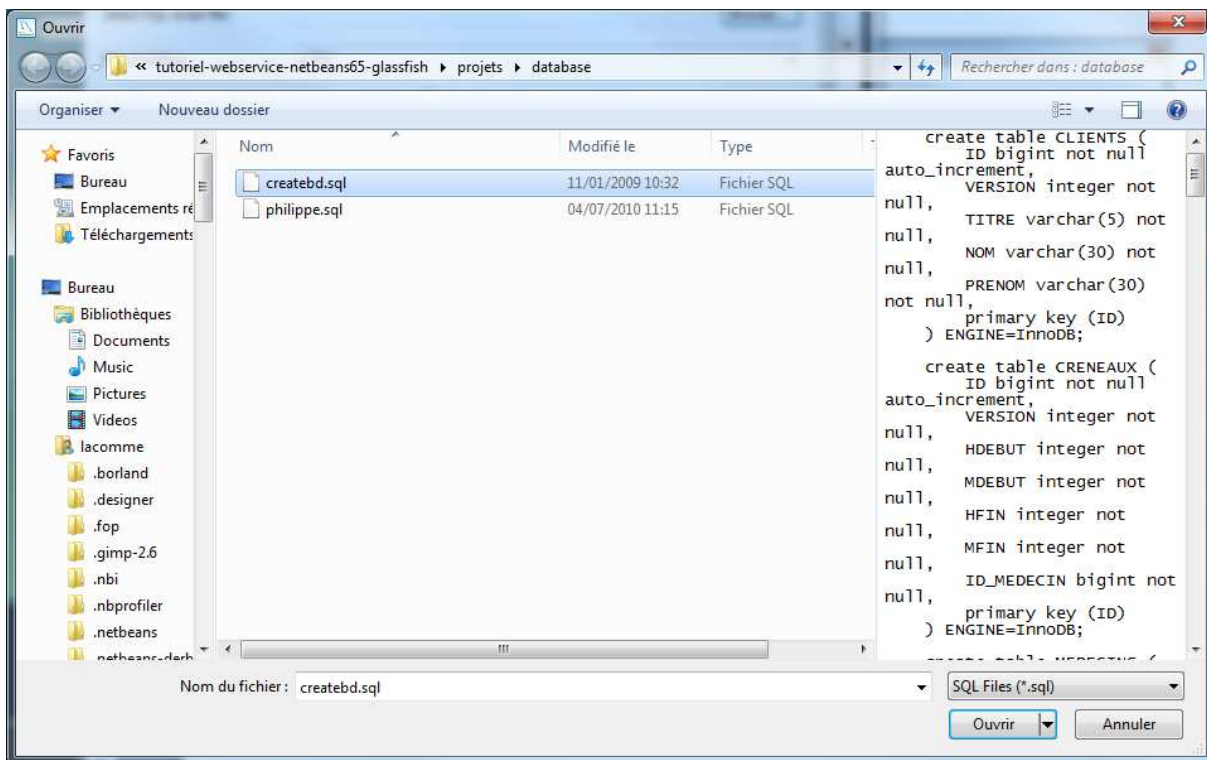 Ouvrir
« tutoriel-webservice-netbeans65-glassfish ▸ projets ▸ database
Rechercher dans : database
Organiser
Nouveau dossier
Favoris
Bureau
Emplacements ré
Téléchargements
Bureau
Bibliothèques
Documents
Music
Pictures
Videos
lacomme
.borland
.designer
.fop
.gimp-2.6
.nbi
.nbprofiler
.netbeans
.netbeans-derb
Nom Modifié le Type
createbd.sql 11/01/2009 10:32 Fichier SQL
philippe.sql 04/07/2010 11:15 Fichier SQL
create table CLIENTS (
ID bigint not null
auto_increment,
VERSION integer not
null,
TITRE varchar(5) not
null,
NOM varchar(30) not
null,
PRENOM varchar(30)
not null,
primary key (ID)
) ENGINE=InnoDB;
create table CRENEAUX (
ID bigint not null
auto_increment,
VERSION integer not
null,
HDEBUT integer not
null,
MDEBUT integer not
null,
HFIN integer not
null,
MFIN integer not
null,
ID_MEDECIN bigint not
null,
primary key (ID)
) ENGINE=InnoDB;
create table MEDECINS (
Nom du fichier : createbd.sql
SQL Files (*.sql)
Ouvrir
Annuler